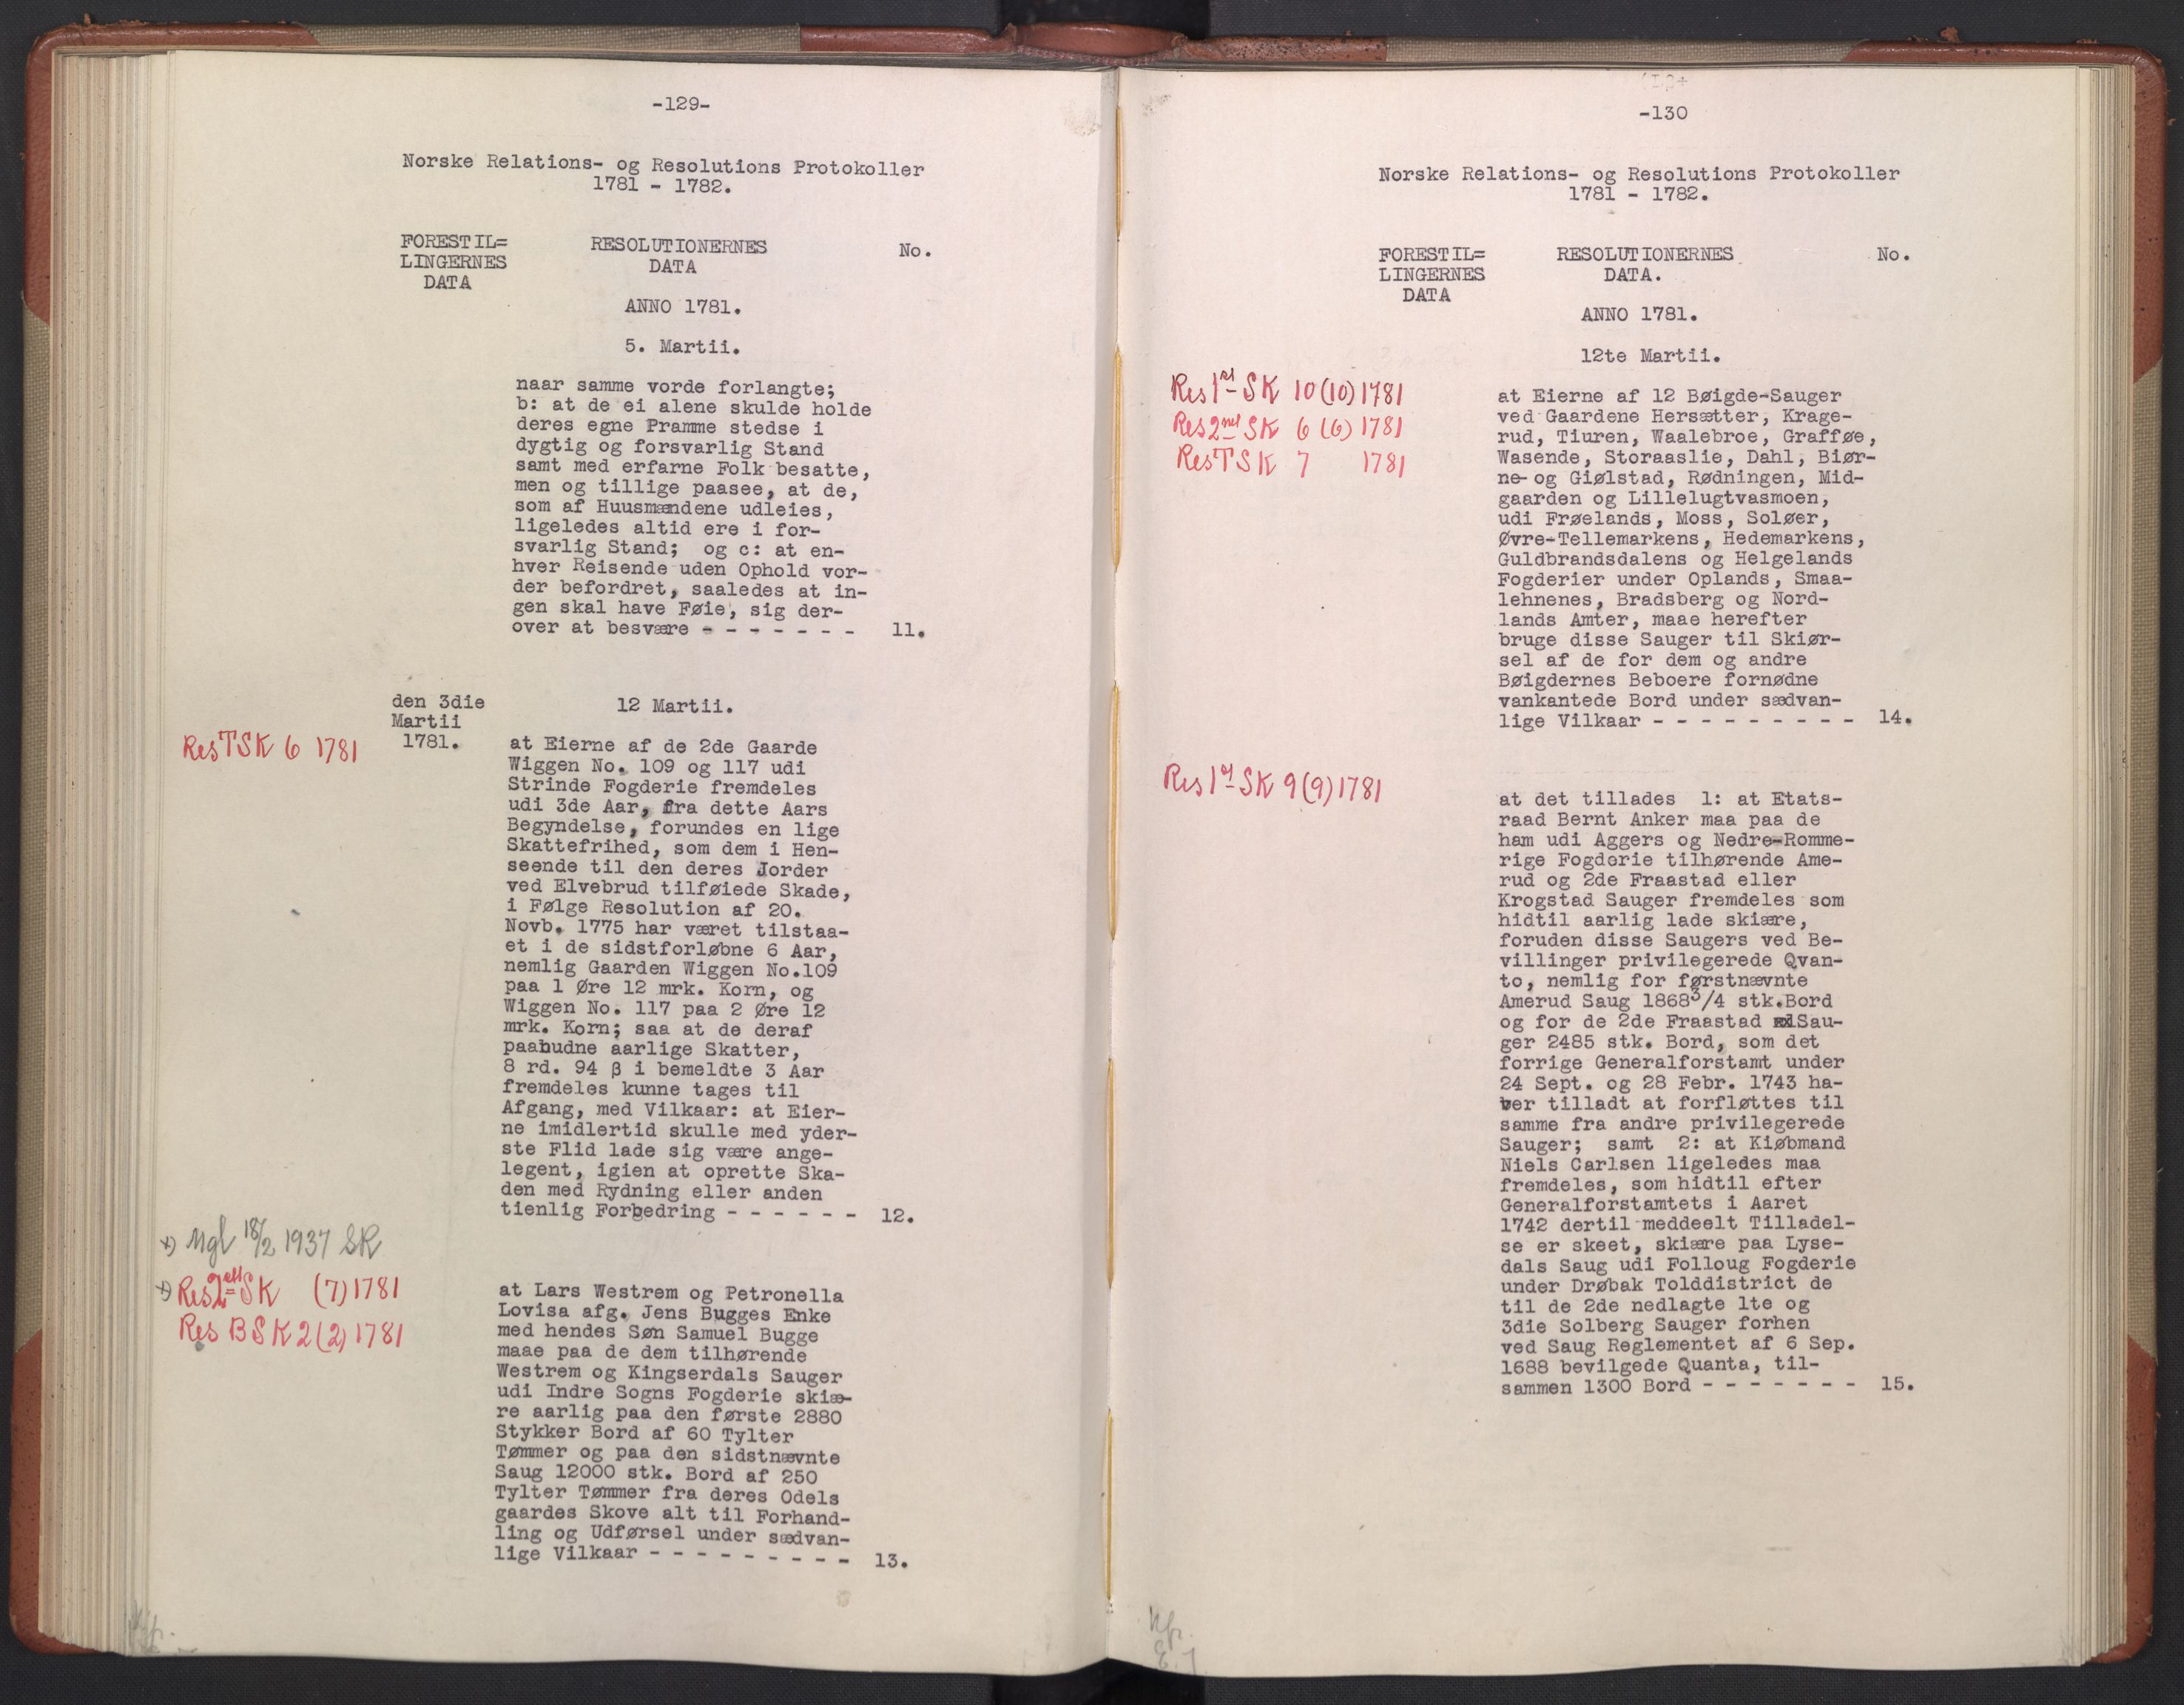 -129-
Norske Relations- og Resolutions Protokoller
1781 - 1782.
FORESTIL=
LINGERNES
DATA
RESOLUTIONERNES
DATA
No.
ANNO 1781.
5. Martii.
naar samme vorde forlangte;
b: at de ei alene skulde holde
deres egne Pramme stedse i
dygtig og forsvarlig Stand
samt med erfarne Folk besatte,
men og tillige paasee, at de,
som af Huusmændene udleies,
ligeledes altid ere i for-
svarlig Stand; og c: at en-
hver Reisende uden Ophold vor-
der befordret, saaledes at in-
gen skal have Føie, sig der-
over at besvære - - - - - - - 11.
den 3die
Martii
1781.
12 Martii.
Res TSK 6 1781
at Eierne af de 2de Gaarde
Wiggen No. 109 og 117 udi
Strinde Fogderie fremdeles
udi 3de Aar, fra dette Aars
Begyndelse, forundes en lige
Skattefrihed, som dem i Hen-
seende til den deres Jorder
ved Elvebrud tilføiede Skade,
i Følge Resolution af 20.
Novb. 1775 har været tilstaa-
et i de sidstforløbne 6 Aar,
nemlig Gaarden Wiggen No.109
paa 1 Øre 12 mrk. Korn, og
Wiggen No. 117 paa 2 Øre 12
mrk. Korn; saa at de deraf
paabudne aarlige Skatter,
8 rd. 94 β i bemeldte 3 Aar
fremdeles kunne tages til
Afgang, med Vilkaar: at Eier-
ne imidlertid skulle med yder-
ste Flid lade sig være ange-
legent, igien at oprette Ska-
den med Rydning eller anden
tienlig Forbedring - - - - - - 12.
x) Mgl 18/2 1937 SR
x) Res 2det SK (7) 1781
Res BSK 2 (2) 1781
at Lars Westrem og Petronella
Lovisa afg. Jens Bugges Enke
med hendes Søn Samuel Bugge
maae paa de dem tilhørende
Westrem og Kingserdals Sauger
udi Indre Sogns Fogderie skiæ-
re aarlig paa den første 2880
Stykker Bord af 60 Tylter
Tømmer og paa den sidstnævnte
Saug 12000 stk. Bord af 250
Tylter Tømmer fra deres Odels
gaardes Skove alt til Forhand-
ling og Udførsel under sædvan-
lige Vilkaar - - - - - - - - - 13.
-130
Norske Relations- og Resolutions Protokoller
1781 - 1782.
FORESTIL=
LINGERNES
DATA
RESOLUTIONERNES
DATA.
No.
ANNO 1781.
12te Martii.
Res 1st SK 10 (10) 1781
Res 2net SK 6 (6) 1781
Res TSK 7 1781
at Eierne af 12 Bøigde-Sauger
ved Gaardene Hersætter, Krage-
rud, Tiuren, Waalebroe, Grafføe,
Wasende, Storaaslie, Dahl, Biør-
ne- og Giølstad, Rødningen, Mid-
gaarden og Lillelugtvasmoen,
udi Frøelands, Moss, Soløer,
Øvre-Tellemarkens, Hedemarkens,
Guldbrandsdalens og Helgelands
Fogderier under Oplands, Smaa-
lehnenes, Bradsberg og Nord-
lands Amter, maae herefter
bruge disse Sauger til Skiør-
sel af de for dem og andre
Bøigdernes Beboere fornødne
vankantede Bord under sædvan-
lige Vilkaar - - - - - - - - - 14.
Res 1st SK 9 (9) 1781
at det tillades 1: at Etats-
raad Bernt Anker maa paa de
ham udi Aggers og Nedre-Romme-
rige Fogderie tilhørende Ame-
rud og 2de Fraastad eller
Krogstad Sauger fremdeles som
hidtil aarlig lade skiære,
foruden disse Saugers ved Be-
villinger privilegerede Qvan-
to, nemlig for førstnævnte
Amerud Saug 1868 3/4 stk.Bord
og for de 2de Fraastad Sau-
ger 2485 stk. Bord, som det
forrige Generalforstamt under
24 Sept. og 28 Febr. 1743 ha-
ver tilladt at forfløttes til
samme fra andre privilegerede
Sauger; samt 2: at Kiøbmand
Niels Carlsen ligeledes maa
fremdeles, som hidtil efter
Generalforstamtets i Aaret
1742 dertil meddeelt Tilladel-
se er skeet, skiære paa Lyse-
dals Saug udi Folloug Fogderie
under Drøbak Tolddistrict de
til de 2de nedlagte 1te og
3die Solberg Sauger forhen
ved Saug Reglementet af 6 Sep.
1688 bevilgede Quanta, til-
sammen 1300 Bord - - - - - - - 15.